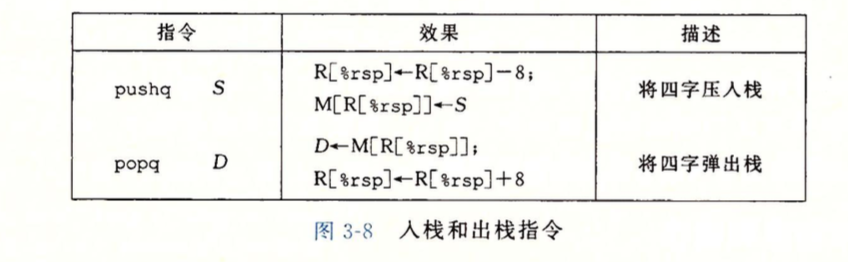 指令 效果 描述
pushq S R[%rsp]←R[%rsp]-8; 将四字压入栈
M[R[%rsp]]←S
popq D D←M[R[%rsp]]; 将四字弹出栈
R[%rsp]←R[%rsp]+8
图 3-8 入栈和出栈指令